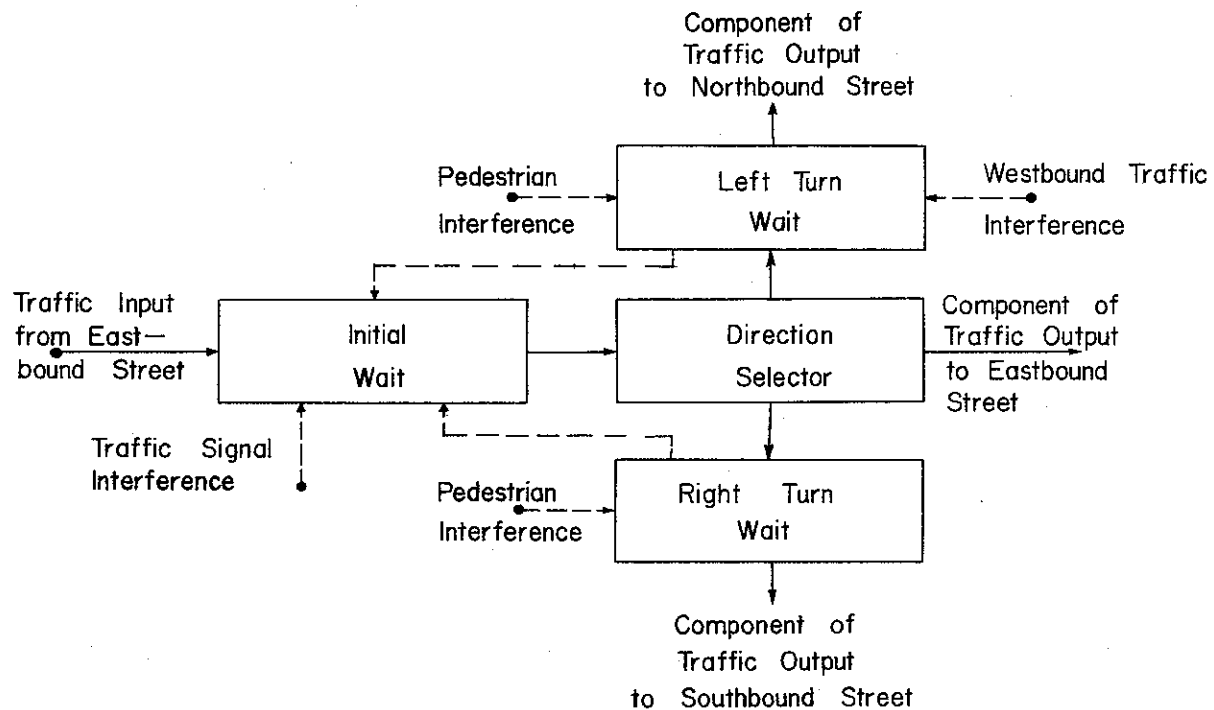 Component of
Traffic Output
to Northbound Street
Pedestrian
Interference
Left Turn
Wait
Westbound Traffic
Interference
Traffic Input
from East—
bound Street
Initial
Wait
Direction
Selector
Component of
Traffic Output
to Eastbound
Street
Traffic Signal
Interference
Pedestrian
Interference
Right Turn
Wait
Component of
Traffic Output
to Southbound Street